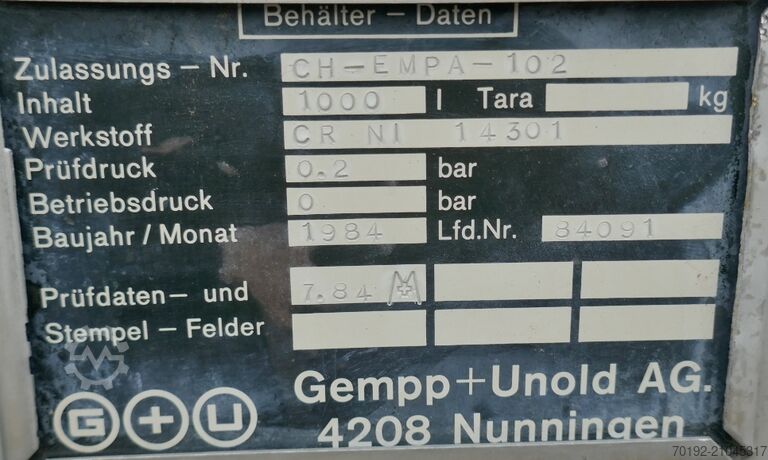 Behälter – Daten
Zulassungs – Nr. CH-EMPA-102
Inhalt 1000 l Tara kg
Werkstoff CR NI 14301
Prüfdruck 0.2 bar
Betriebsdruck 0 bar
Baujahr / Monat 1984 Lfd.Nr. 84091
Prüfdaten – und 7.84 M
Stempel – Felder
G+U Gempp+Unold AG.
4208 Nunningen
70192-21045317